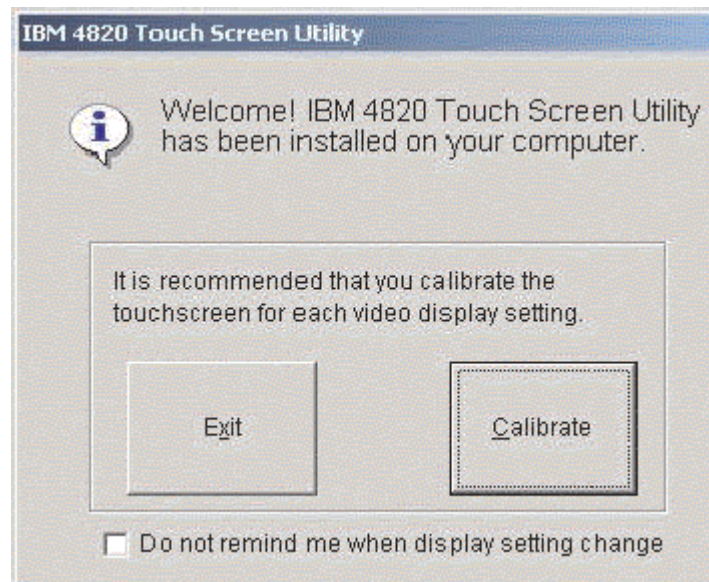 IBM 4820 Touch Screen Utility
Welcome! IBM 4820 Touch Screen Utility
has been installed on your computer.
It is recommended that you calibrate the
touchscreen for each video display setting.
Exit
Calibrate
Do not remind me when display setting change